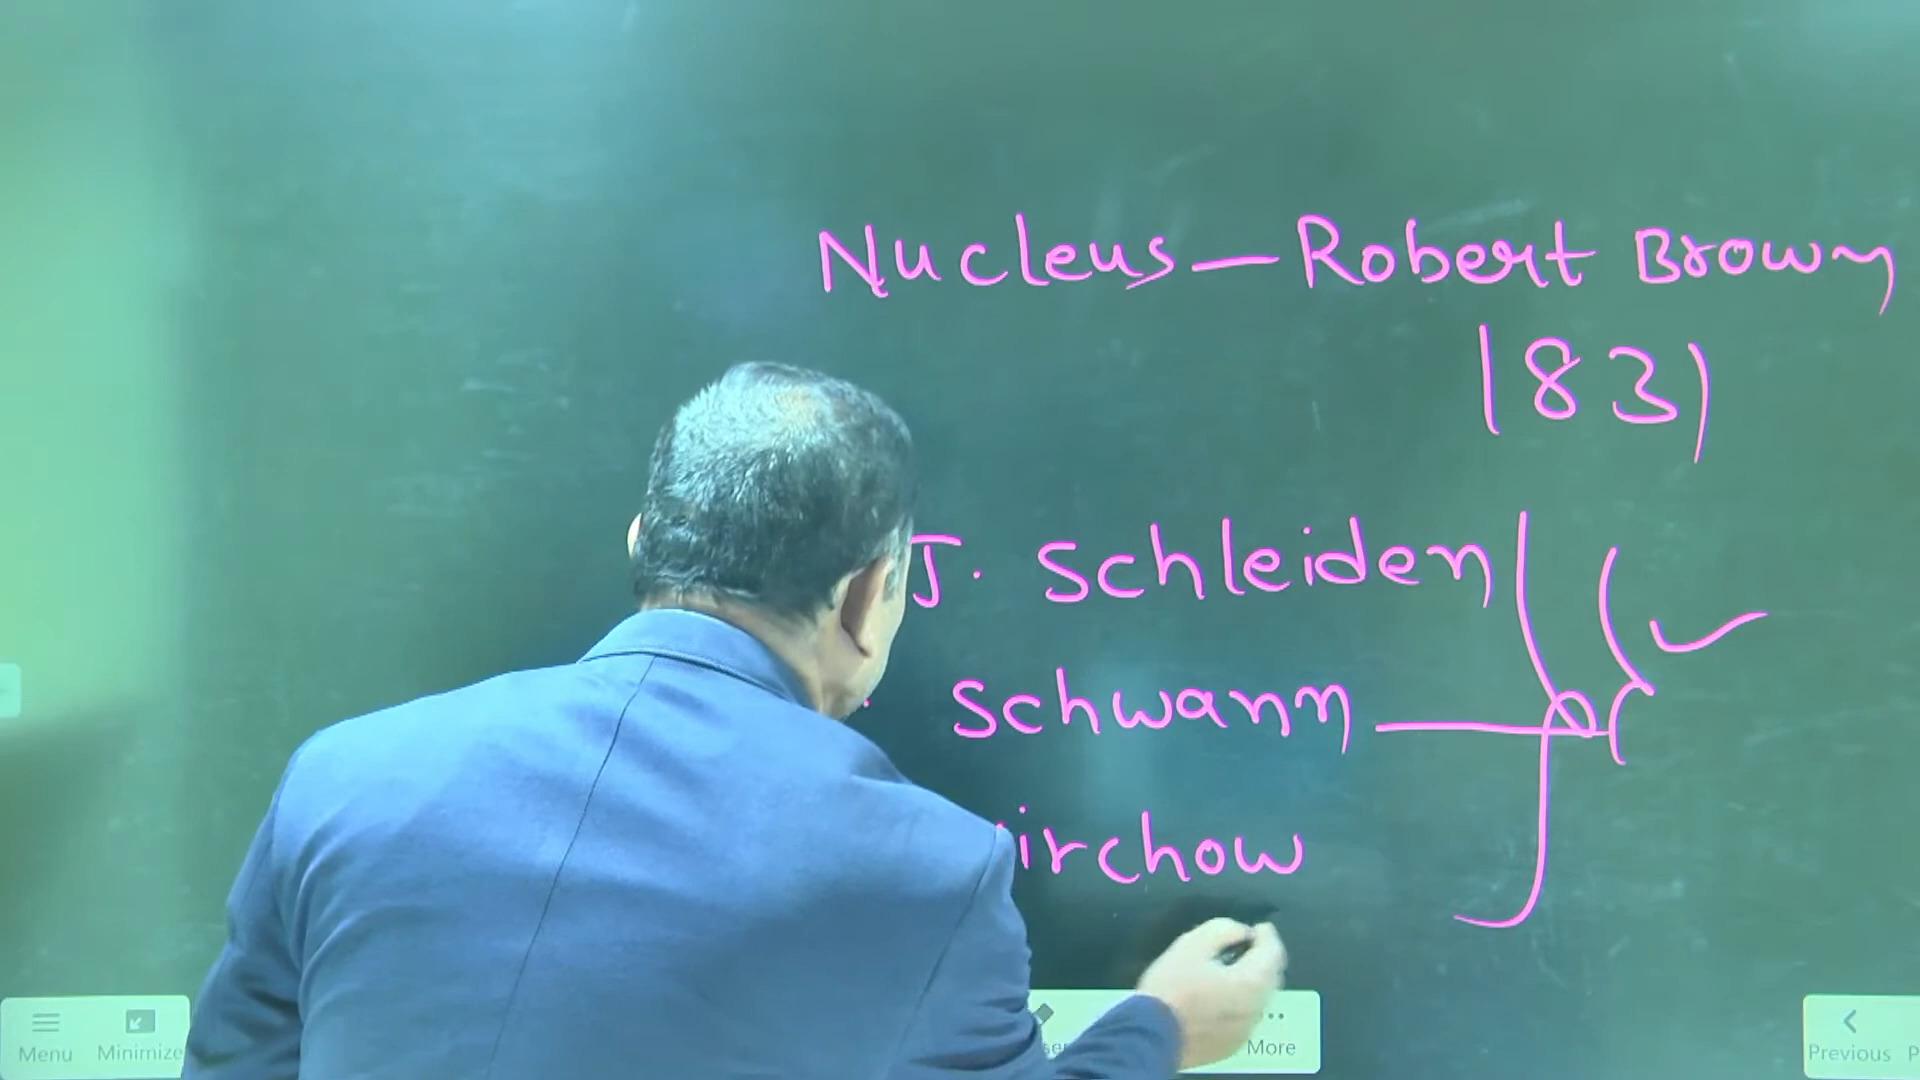 Nucleus — Robert Brown
1831
J. Schleiden
Schwann
irchow
Menu
Minimize
More
Previous